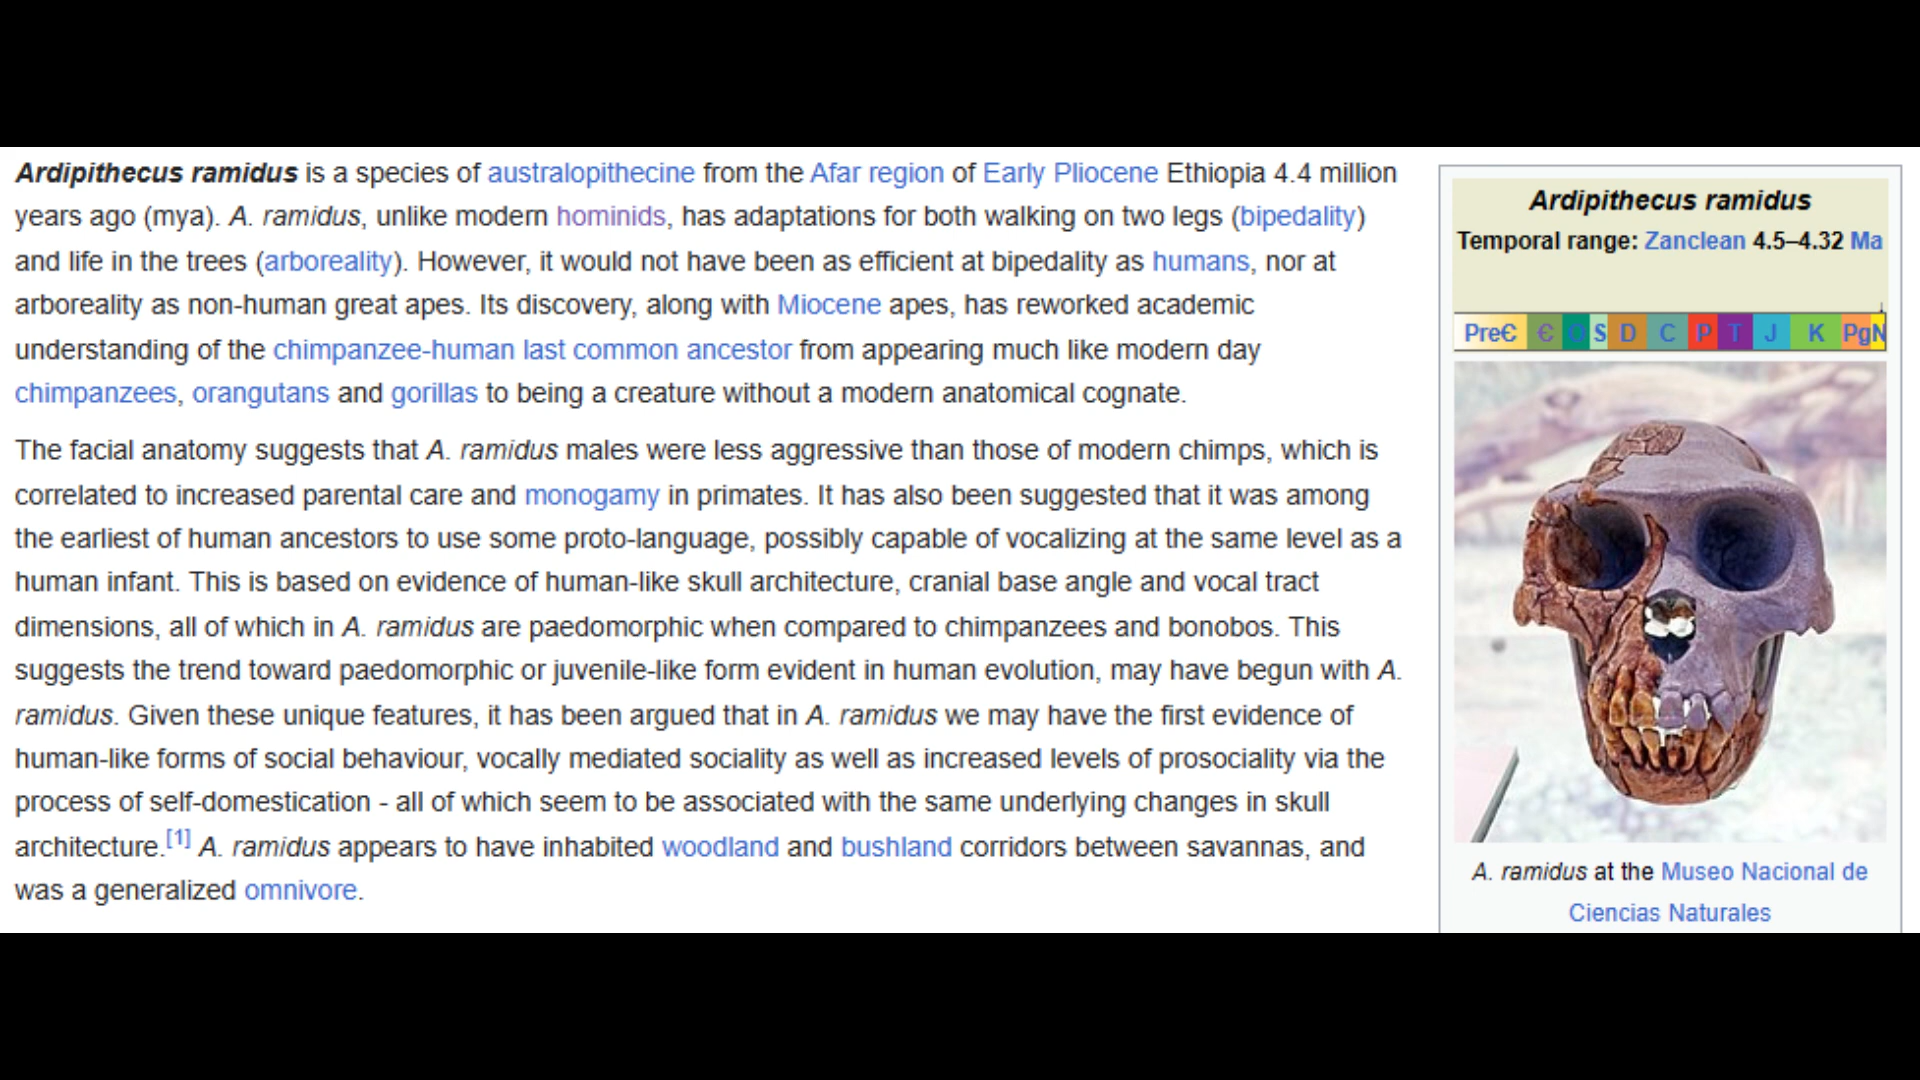 Ardipithecus ramidus is a species of australopithecine from the Afar region of Early Pliocene Ethiopia 4.4 million
years ago (mya). A. ramidus, unlike modern hominids, has adaptations for both walking on two legs (bipedality)
and life in the trees (arboreality). However, it would not have been as efficient at bipedality as humans, nor at
arboreality as non-human great apes. Its discovery, along with Miocene apes, has reworked academic
understanding of the chimpanzee-human last common ancestor from appearing much like modern day
chimpanzees, orangutans and gorillas to being a creature without a modern anatomical cognate.
The facial anatomy suggests that A. ramidus males were less aggressive than those of modern chimps, which is
correlated to increased parental care and monogamy in primates. It has also been suggested that it was among
the earliest of human ancestors to use some proto-language, possibly capable of vocalizing at the same level as a
human infant. This is based on evidence of human-like skull architecture, cranial base angle and vocal tract
dimensions, all of which in A. ramidus are paedomorphic when compared to chimpanzees and bonobos. This
suggests the trend toward paedomorphic or juvenile-like form evident in human evolution, may have begun with A.
ramidus. Given these unique features, it has been argued that in A. ramidus we may have the first evidence of
human-like forms of social behaviour, vocally mediated sociality as well as increased levels of prosociality via the
process of self-domestication - all of which seem to be associated with the same underlying changes in skull
architecture.[1] A. ramidus appears to have inhabited woodland and bushland corridors between savannas, and
was a generalized omnivore.
Ardipithecus ramidus
Temporal range: Zanclean 4.5–4.32 Ma
↓
PreꞒ Ꞓ O S D C P T J K Pg N
A. ramidus at the Museo Nacional de
Ciencias Naturales